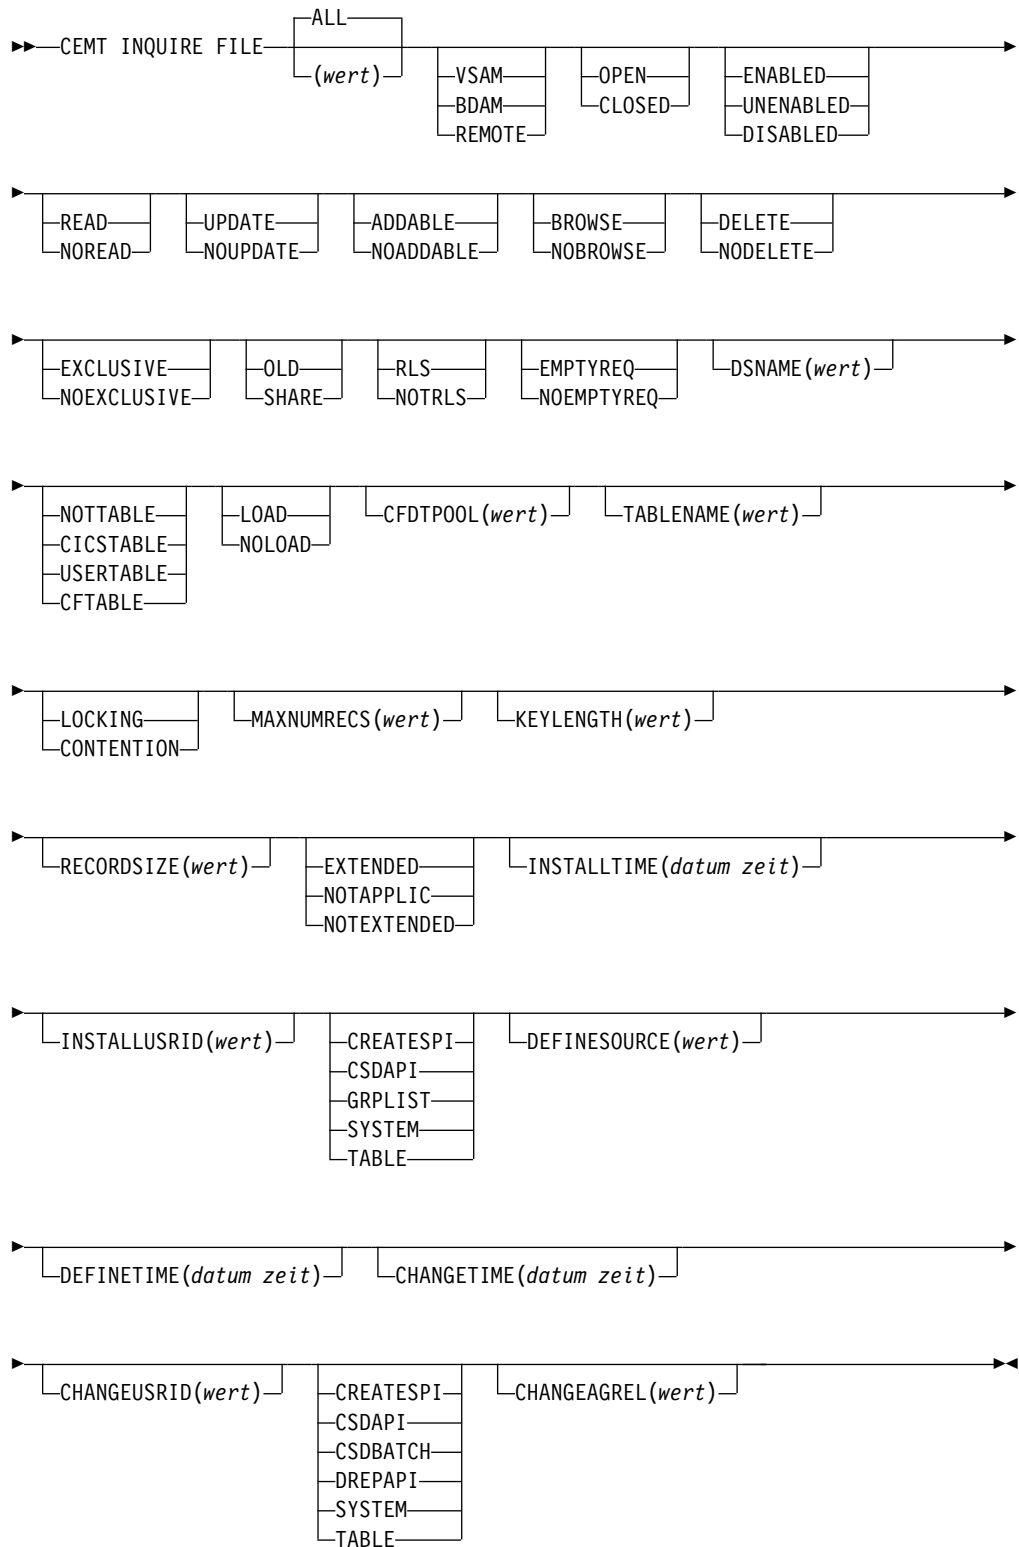 ALL
CEMT INQUIRE FILE (wert) VSAM OPEN ENABLED
BDAM CLOSED UNENABLED
REMOTE DISABLED
READ UPDATE ADDABLE BROWSE DELETE
NOREAD NOUPDATE NOADDABLE NOBROWSE NODELETE
EXCLUSIVE OLD RLS EMPTYREQ DSNAME(wert)
NOEXCLUSIVE SHARE NOTRLS NOEMPTYREQ
NOTTABLE LOAD CFDTPOOL(wert) TABLENAME(wert)
CICSTABLE NOLOAD
USERTABLE
CFTABLE
LOCKING MAXNUMRECS(wert) KEYLENGTH(wert)
CONTENTION
RECORDSIZE(wert) EXTENDED INSTALLTIME(datum zeit)
NOTAPPLIC
NOTEXTENDED
INSTALLUSRID(wert) CREATESPI DEFINESOURCE(wert)
CSDAPI
GRPLIST
SYSTEM
TABLE
DEFINETIME(datum zeit) CHANGETIME(datum zeit)
CHANGEUSRID(wert) CREATESPI CHANGEAGREL(wert)
CSDAPI
CSDBATCH
DREPAPI
SYSTEM
TABLE